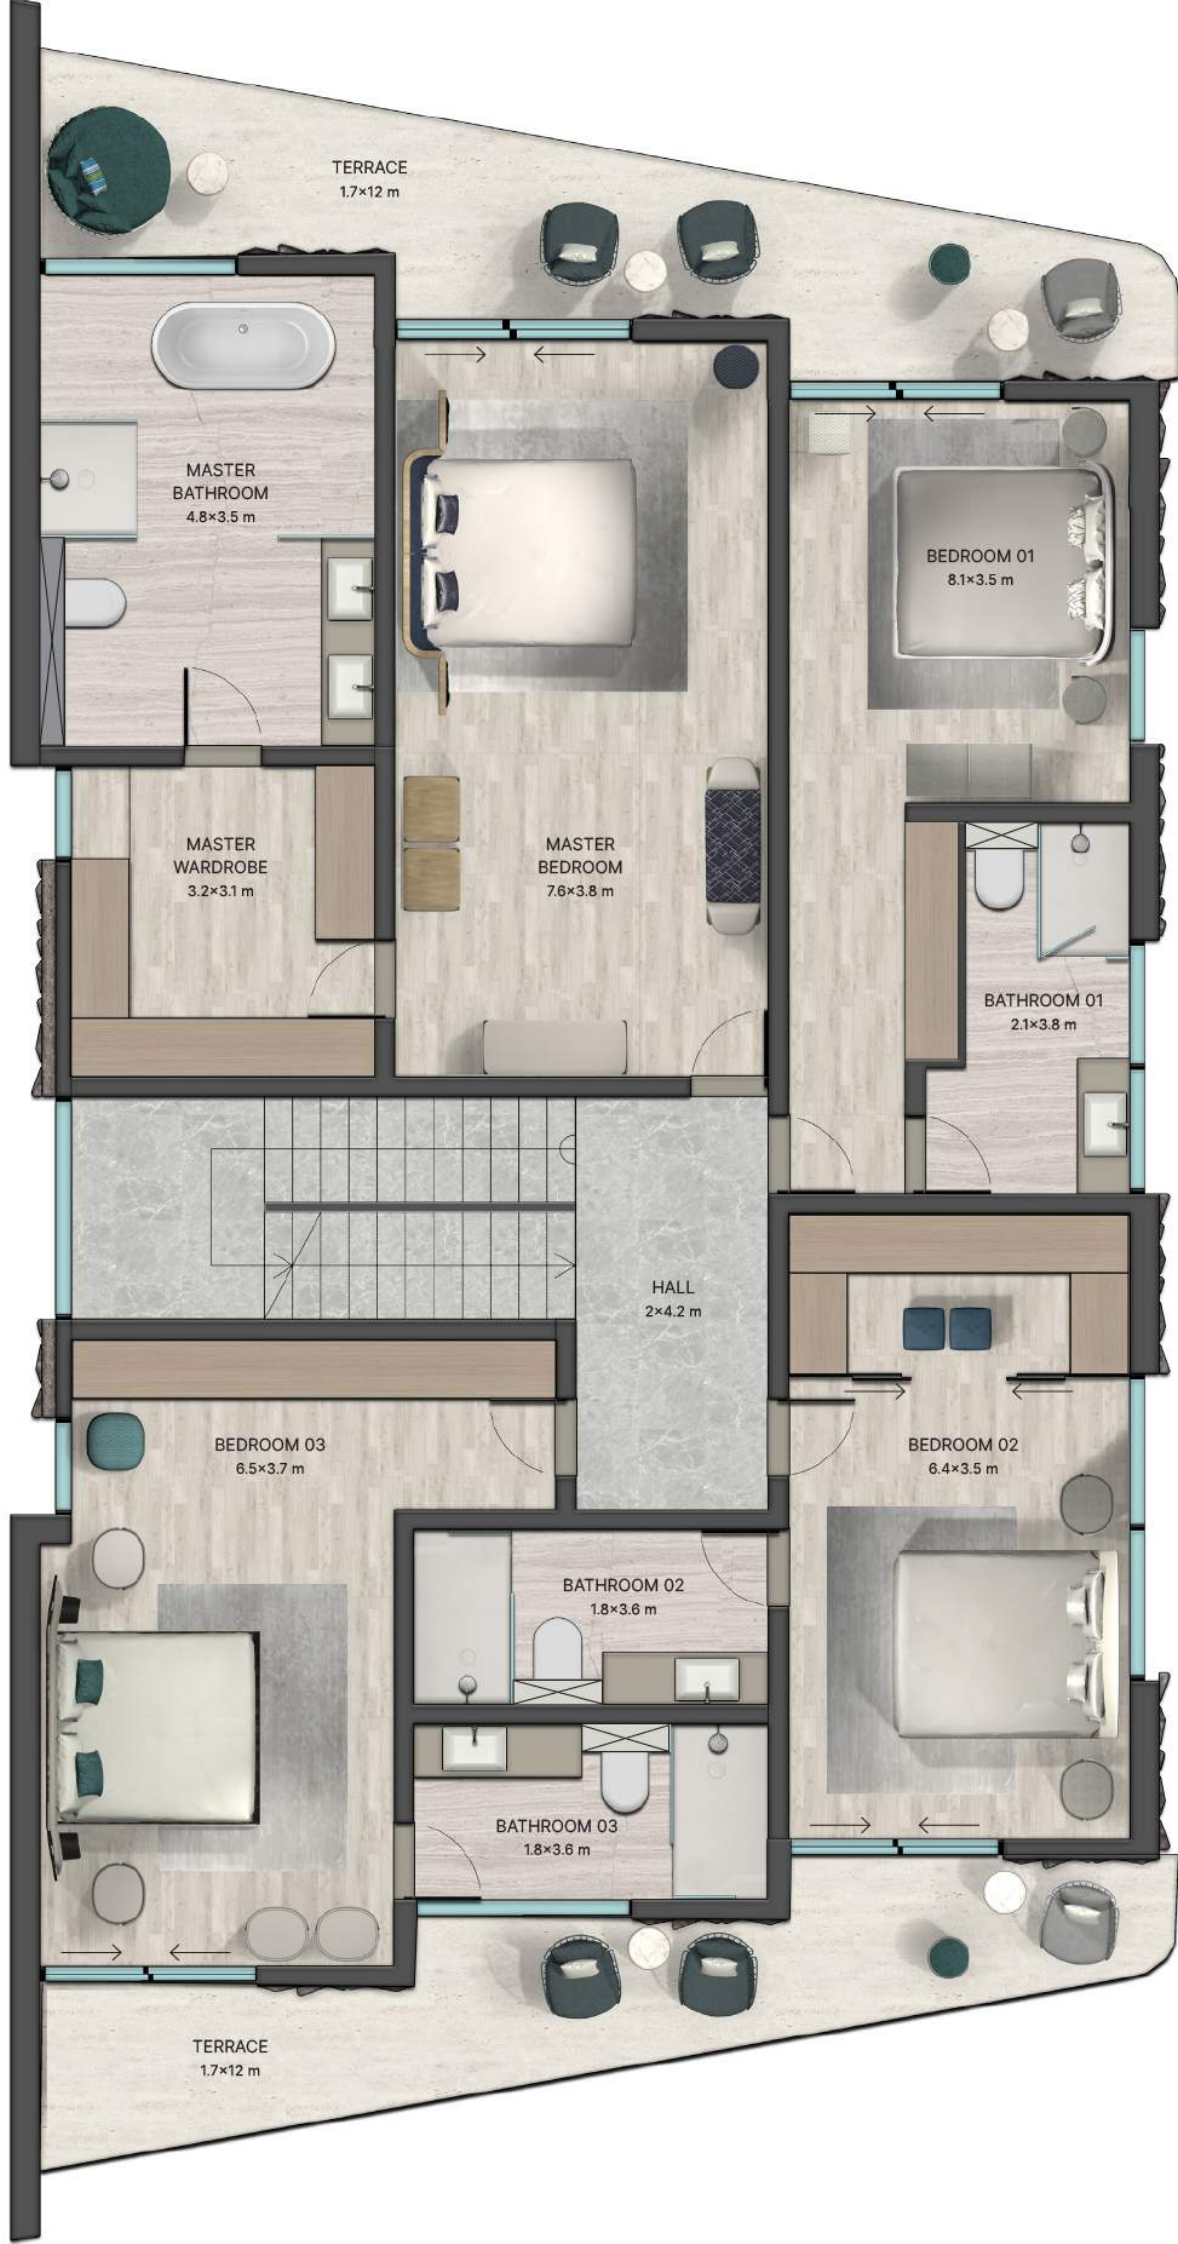 TERRACE
1.7×12 m
MASTER
BATHROOM
4.8×3.5 m
BEDROOM 01
8.1×3.5 m
MASTER
WARDROBE
3.2×3.1 m
MASTER
BEDROOM
7.6×3.8 m
BATHROOM 01
2.1×3.8 m
HALL
2×4.2 m
BEDROOM 03
6.5×3.7 m
BEDROOM 02
6.4×3.5 m
BATHROOM 02
1.8×3.6 m
BATHROOM 03
1.8×3.6 m
TERRACE
1.7×12 m